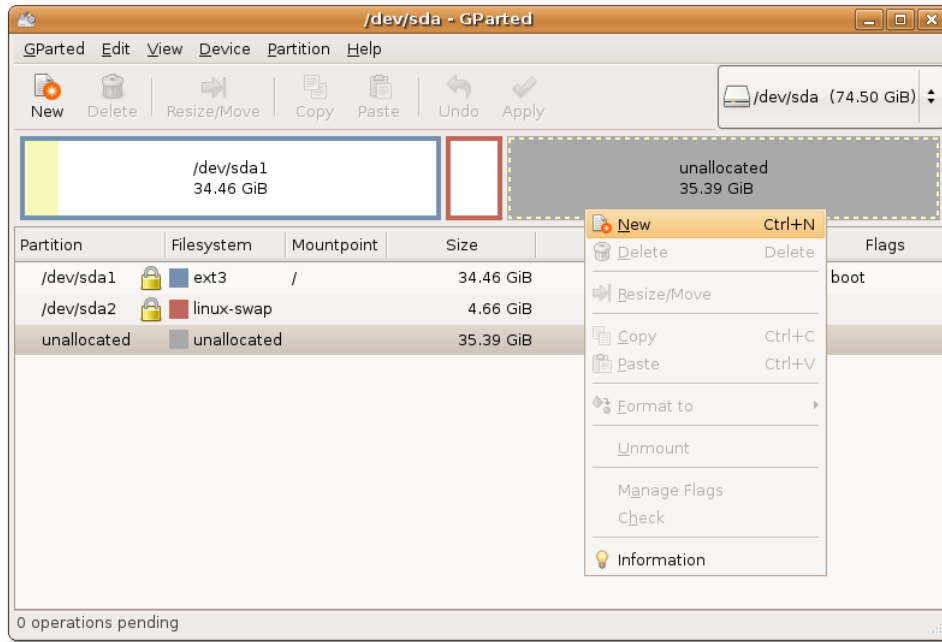 /dev/sda - GParted
GParted Edit View Device Partition Help
New Delete Resize/Move Copy Paste Undo Apply /dev/sda (74.50 GiB)
/dev/sda1
34.46 GiB
unallocated
35.39 GiB
Partition Filesystem Mountpoint Size Flags
/dev/sda1 ext3 / 34.46 GiB boot
/dev/sda2 linux-swap 4.66 GiB
unallocated unallocated 35.39 GiB
New Ctrl+N
Delete Delete
Resize/Move
Copy Ctrl+C
Paste Ctrl+V
Format to
Unmount
Manage Flags
Check
Information
0 operations pending